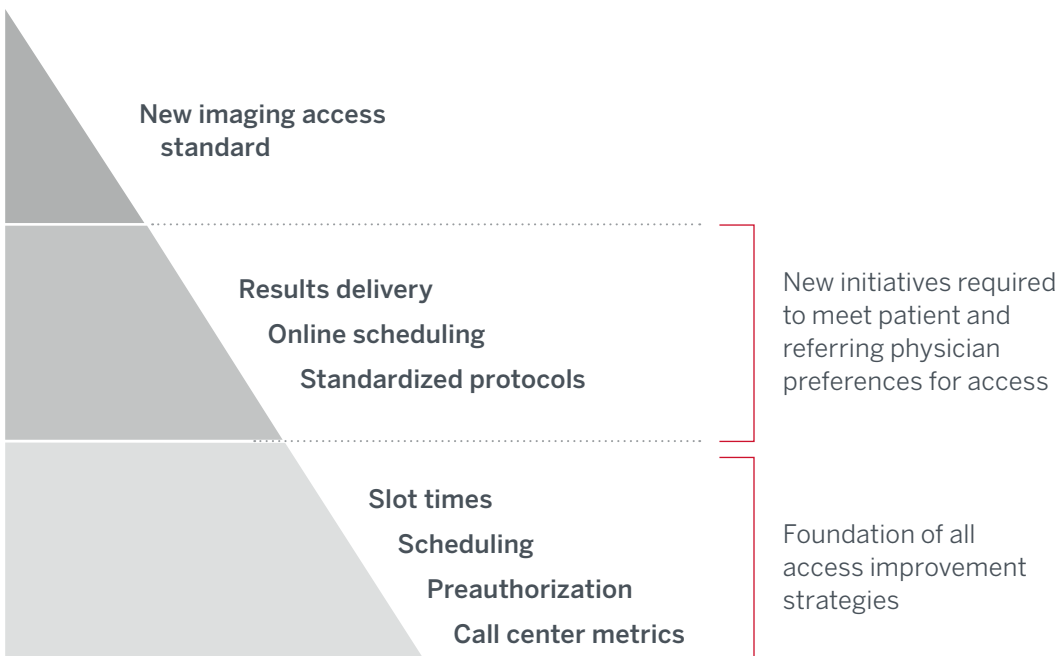 New imaging access
standard
Results delivery
Online scheduling
Standardized protocols
New initiatives required
to meet patient and
referring physician
preferences for access
Slot times
Scheduling
Preauthorization
Call center metrics
Foundation of all
access improvement
strategies